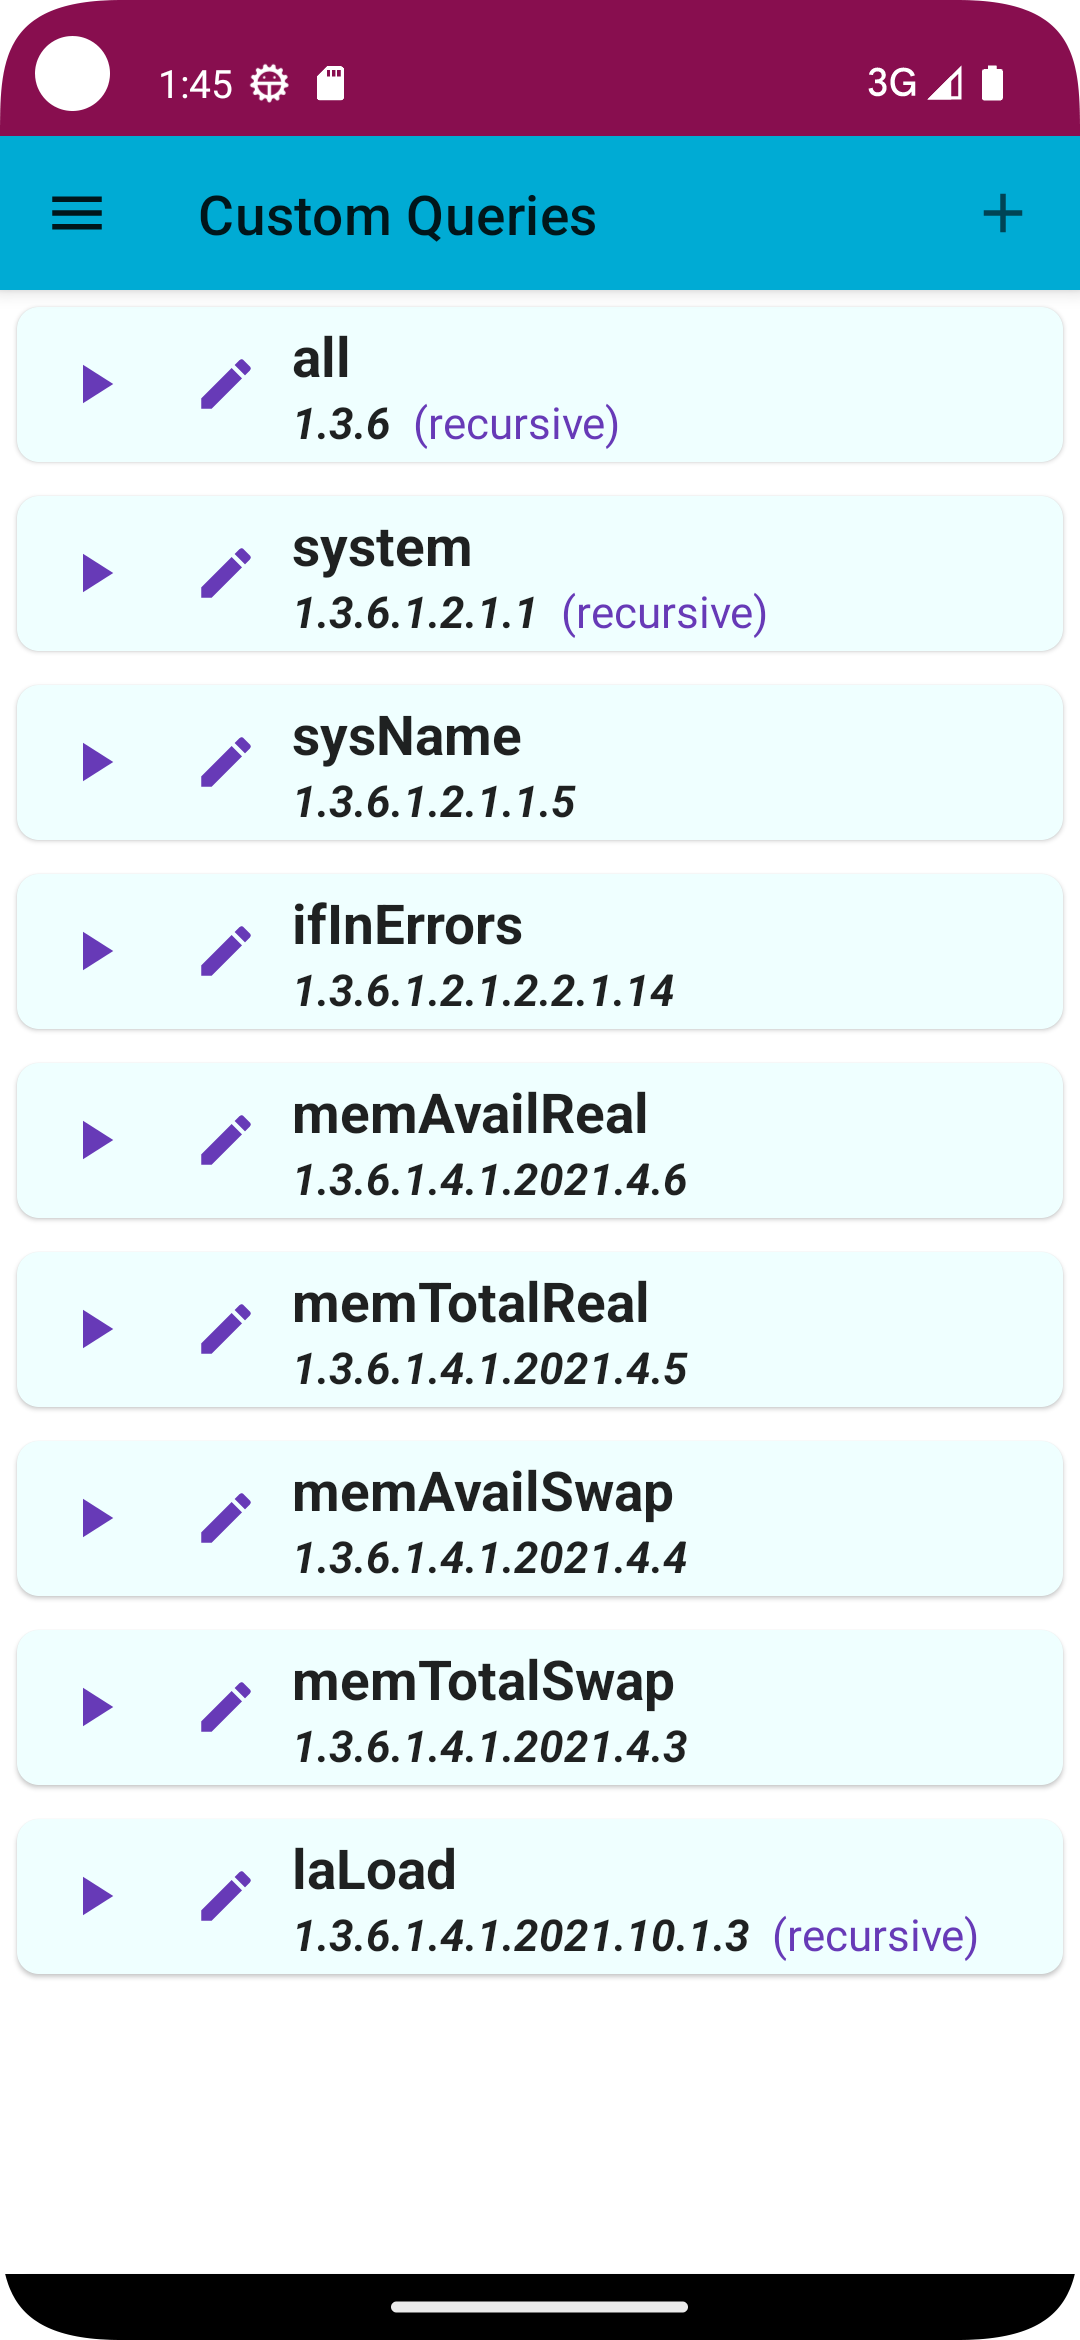 1:45
3G
Custom Queries
all
1.3.6 (recursive)
system
1.3.6.1.2.1.1 (recursive)
sysName
1.3.6.1.2.1.1.5
ifInErrors
1.3.6.1.2.1.2.2.1.14
memAvailReal
1.3.6.1.4.1.2021.4.6
memTotalReal
1.3.6.1.4.1.2021.4.5
memAvailSwap
1.3.6.1.4.1.2021.4.4
memTotalSwap
1.3.6.1.4.1.2021.4.3
laLoad
1.3.6.1.4.1.2021.10.1.3 (recursive)